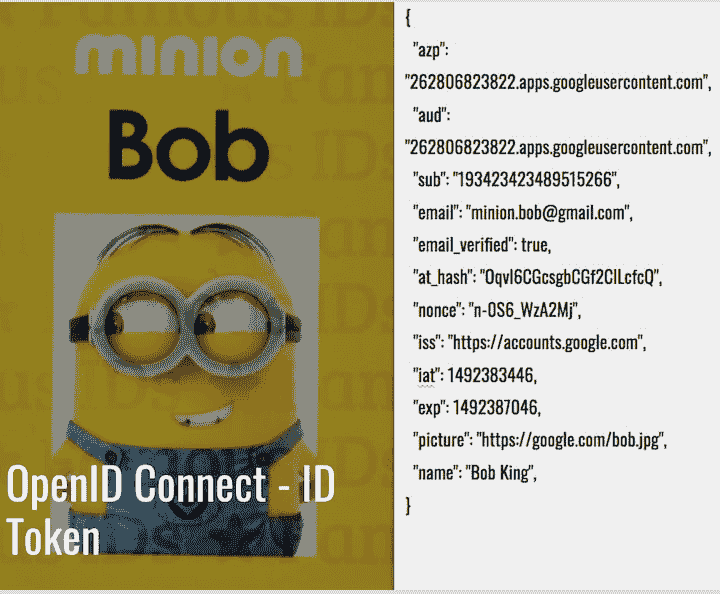 minion
Bob
OpenID Connect - ID
Token
{
"azp":
"262806823822.apps.googleusercontent.com",
"aud":
"262806823822.apps.googleusercontent.com",
"sub": "193423423489515266",
"email": "minion.bob@gmail.com",
"email_verified": true,
"at_hash": "OqvI6CGcsgbCGf2CILcfcQ",
"nonce": "n-0S6_WzA2Mj",
"iss": "https://accounts.google.com",
"iat": 1492383446,
"exp": 1492387046,
"picture": "https://google.com/bob.jpg",
"name": "Bob King",
}